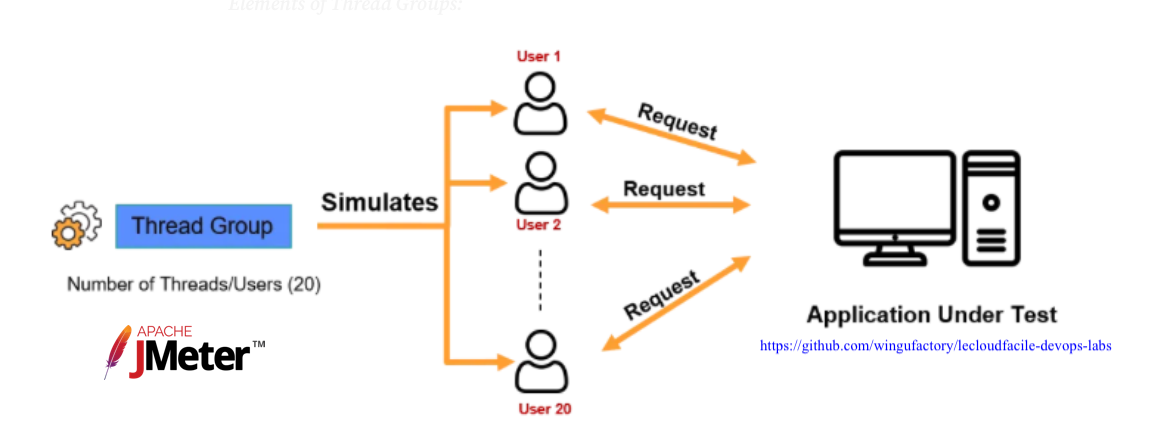 Elements of Thread Groups:
User 1
Request
Simulates
Request
Thread Group
User 2
Number of Threads/Users (20)
Request
Application Under Test
https://github.com/wingufactory/lecloudfacile-devops-labs
APACHE
JMeter™
User 20